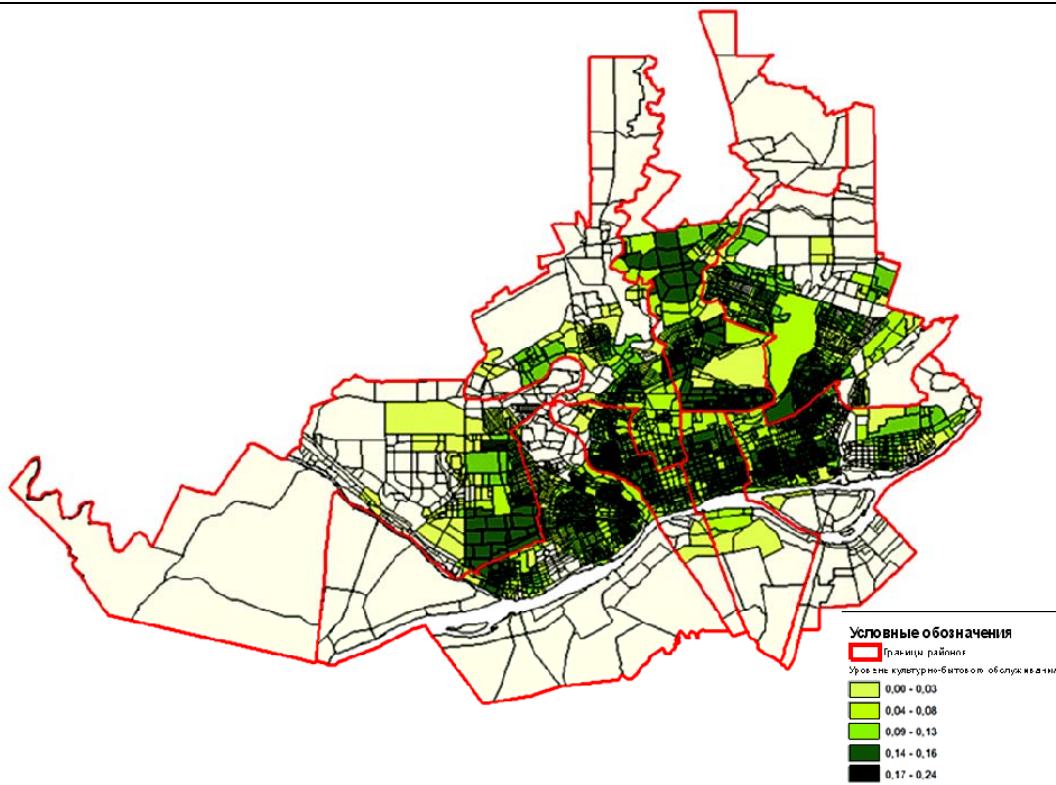 Условные обозначения
Границы районов
Уровень культурно-бытового обслуживания
0,00 - 0,03
0,04 - 0,08
0,09 - 0,13
0,14 - 0,16
0,17 - 0,24